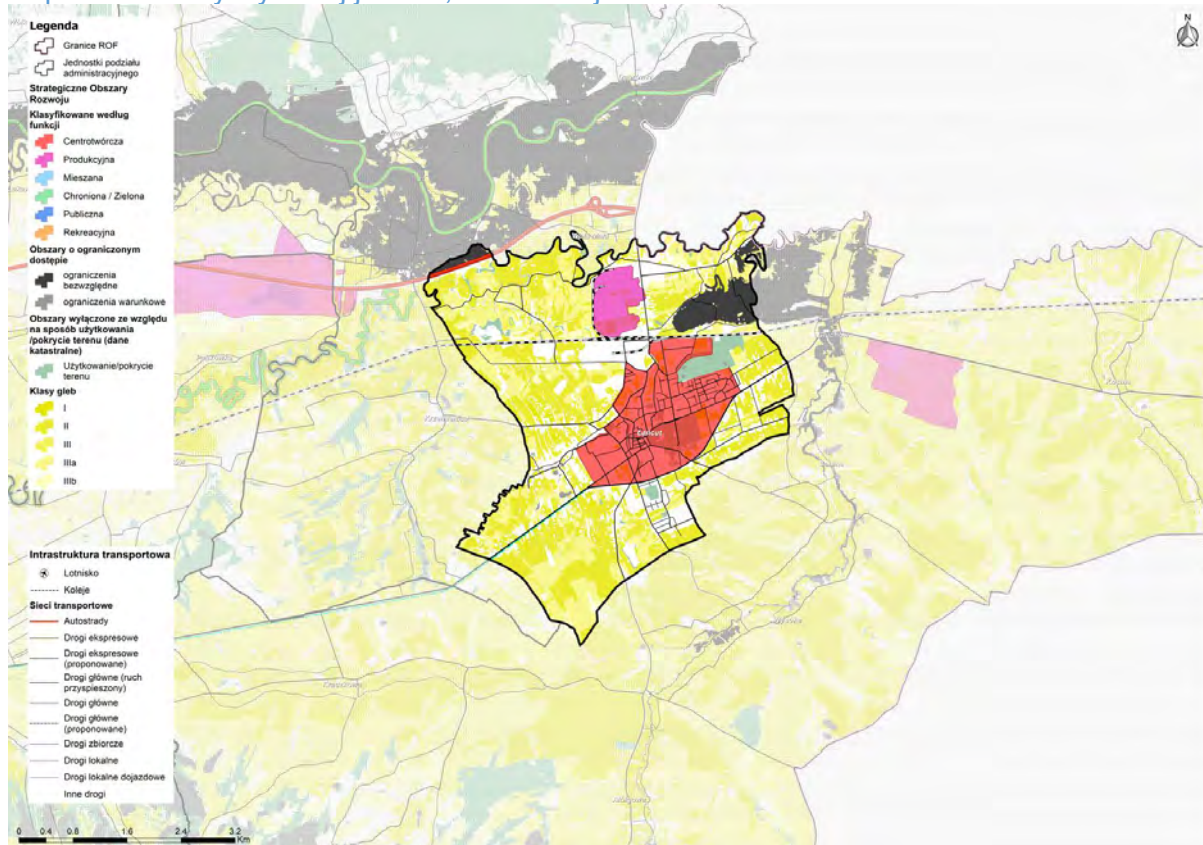 Legenda
Granice ROF
Jednostki podziału
administracyjnego
Strategiczne Obszary
Rozwoju
Klasyfikowane według
funkcji
Centrotwórcza
Produkcyjna
Mieszana
Chroniona / Zielona
Publiczna
Rekreacyjna
Obszary o ograniczonym
dostępie
ograniczenia
bezwzględne
ograniczenia warunkowe
Obszary wyłączone ze względu
na sposób użytkowania
/pokrycie terenu (dane
katastralne)
Użytkowanie/pokrycie
terenu
Klasy gleb
I
II
III
IIIa
IIIb
Intrastruktura transportowa
Lotnisko
Koleje
Sieci transportowe
Autostrady
Drogi ekspresowe
Drogi ekspresowe
(proponowane)
Drogi główne (ruch
przyspieszony)
Drogi główne
Drogi główne
(proponowane)
Drogi zbiorcze
Drogi lokalne
Drogi lokalne dojazdowe
Inne drogi
0 0.4 0.8 1.6 2.4 3.2
Km
N
Łańcut